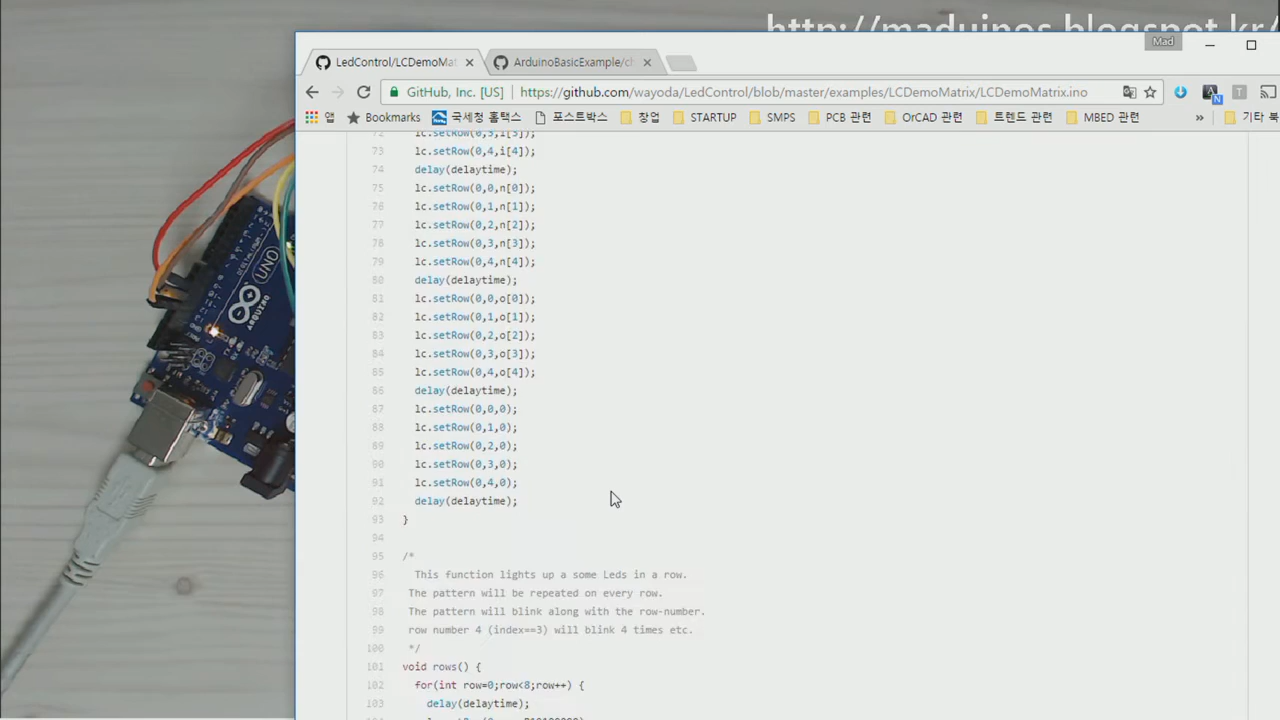 http://maduinos.blogspot.kr/
Mad
LedControl/LCDemoMat
ArduinoBasicExample/ch
GitHub, Inc. [US] https://github.com/wayoda/LedControl/blob/master/examples/LCDemoMatrix/LCDemoMatrix.ino
앱 Bookmarks 국세청 홈택스 포스트박스 창업 STARTUP SMPS PCB 관련 OrCAD 관련 트렌드 관련 MBED 관련 » 기타 북
72 lc.setRow(0,3,i[3]);
73 lc.setRow(0,4,i[4]);
74 delay(delaytime);
75 lc.setRow(0,0,n[0]);
76 lc.setRow(0,1,n[1]);
77 lc.setRow(0,2,n[2]);
78 lc.setRow(0,3,n[3]);
79 lc.setRow(0,4,n[4]);
80 delay(delaytime);
81 lc.setRow(0,0,o[0]);
82 lc.setRow(0,1,o[1]);
83 lc.setRow(0,2,o[2]);
84 lc.setRow(0,3,o[3]);
85 lc.setRow(0,4,o[4]);
86 delay(delaytime);
87 lc.setRow(0,0,0);
88 lc.setRow(0,1,0);
89 lc.setRow(0,2,0);
90 lc.setRow(0,3,0);
91 lc.setRow(0,4,0);
92 delay(delaytime);
93 }
94
95 /*
96 This function lights up a some Leds in a row.
97 The pattern will be repeated on every row.
98 The pattern will blink along with the row-number.
99 row number 4 (index==3) will blink 4 times etc.
100 */
101 void rows() {
102 for(int row=0;row<8;row++) {
103 delay(delaytime);
UNO
ARDUINO